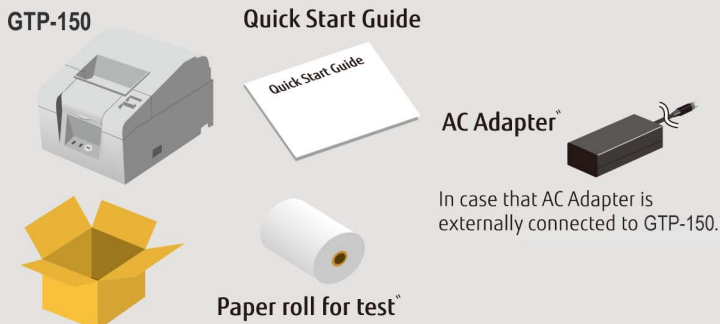 GTP-150
Quick Start Guide
Quick Start Guide
AC Adapter"
In case that AC Adapter is
externally connected to GTP-150.
Paper roll for test"